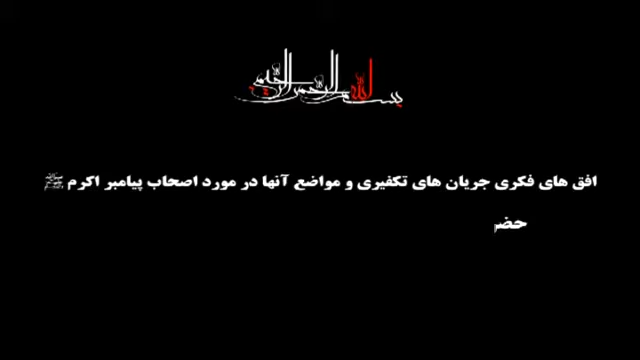 بسم الله الرحمن الرحیم
افق های فکری جریان های تکفیری و مواضع آنها در مورد اصحاب پیامبر اکرم ﷺ
حضر